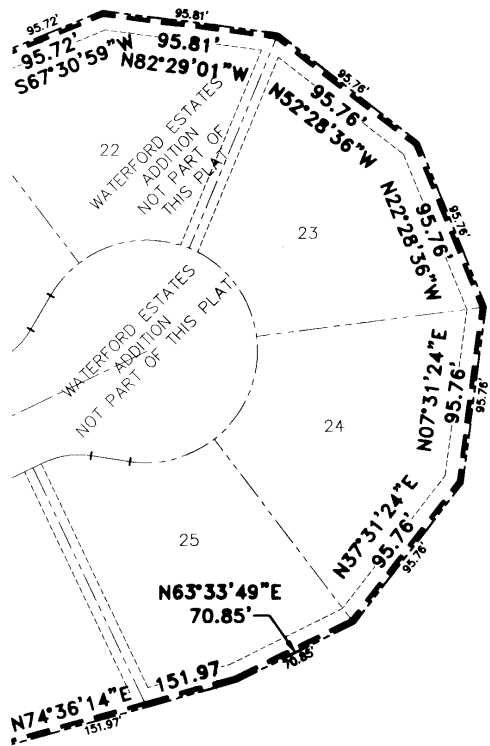 95.72'
95.81'
95.72'
S67°30'59"W
95.81'
N82°29'01"W
95.76'
95.76'
N52°28'36"W
22
WATERFORD ESTATES
ADDITION
NOT PART OF
THIS PLAT
95.76'
95.76'
N22°28'36"W
23
WATERFORD ESTATES
ADDITION
NOT PART OF THIS PLAT.
N07°31'24"E
95.76'
95.76'
24
N37°31'24"E
95.76'
95.76'
25
N63°33'49"E
70.85'
70.85'
N74°36'14"E
151.97
151.97'